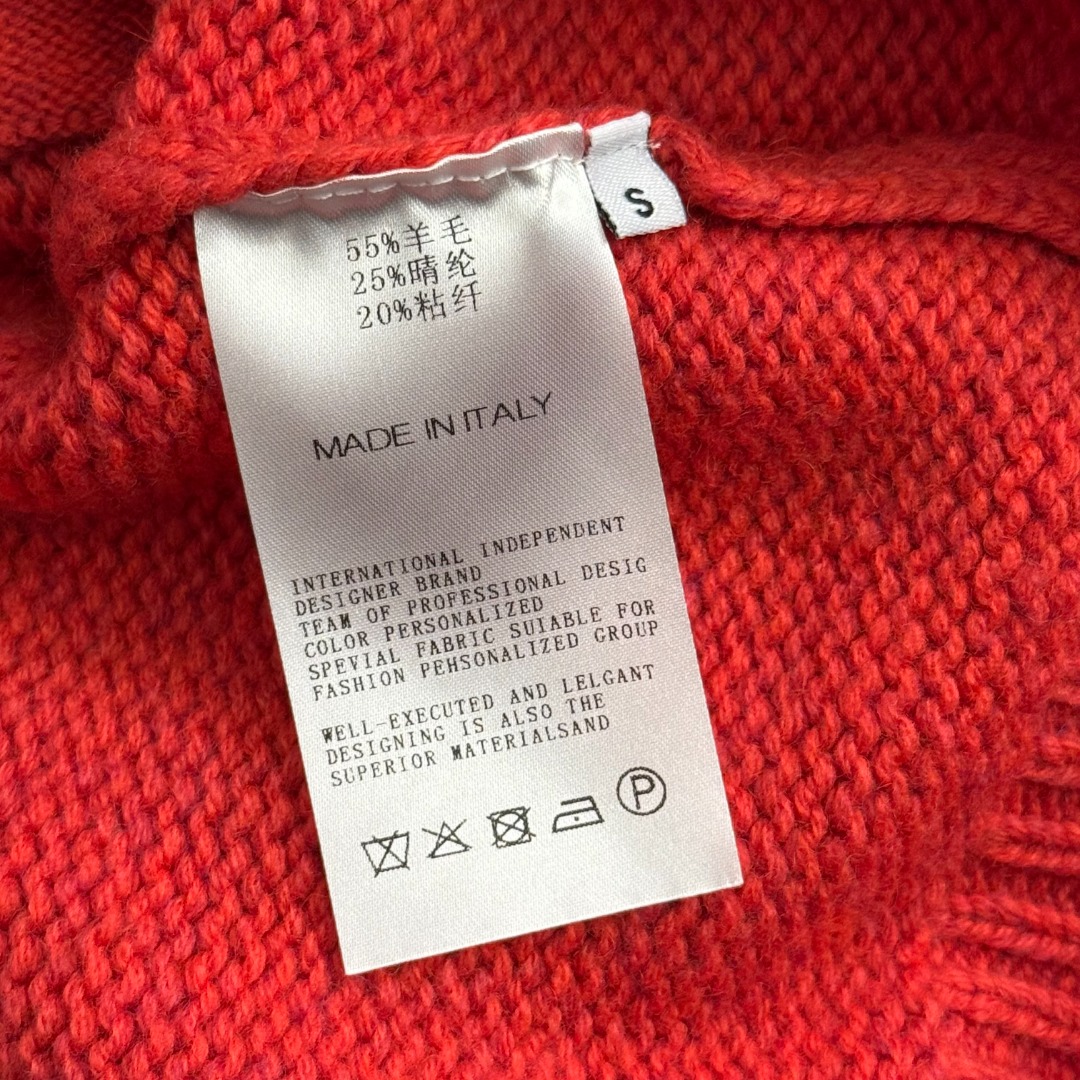 55%羊毛
25%晴纶
20%粘纤
S
MADE IN ITALY
INTERNATIONAL INDEPENDENT
DESIGNER BRAND
TEAM OF PROFESSIONAL DESIG
COLOR PERSONALIZED
SPEVIAL FABRIC SUIABLE FOR
FASHION PEHSONALIZED GROUP
WELL-EXECUTED AND LELGANT
DESIGNING IS ALSO THE
SUPERIOR MATERIALSAND
P